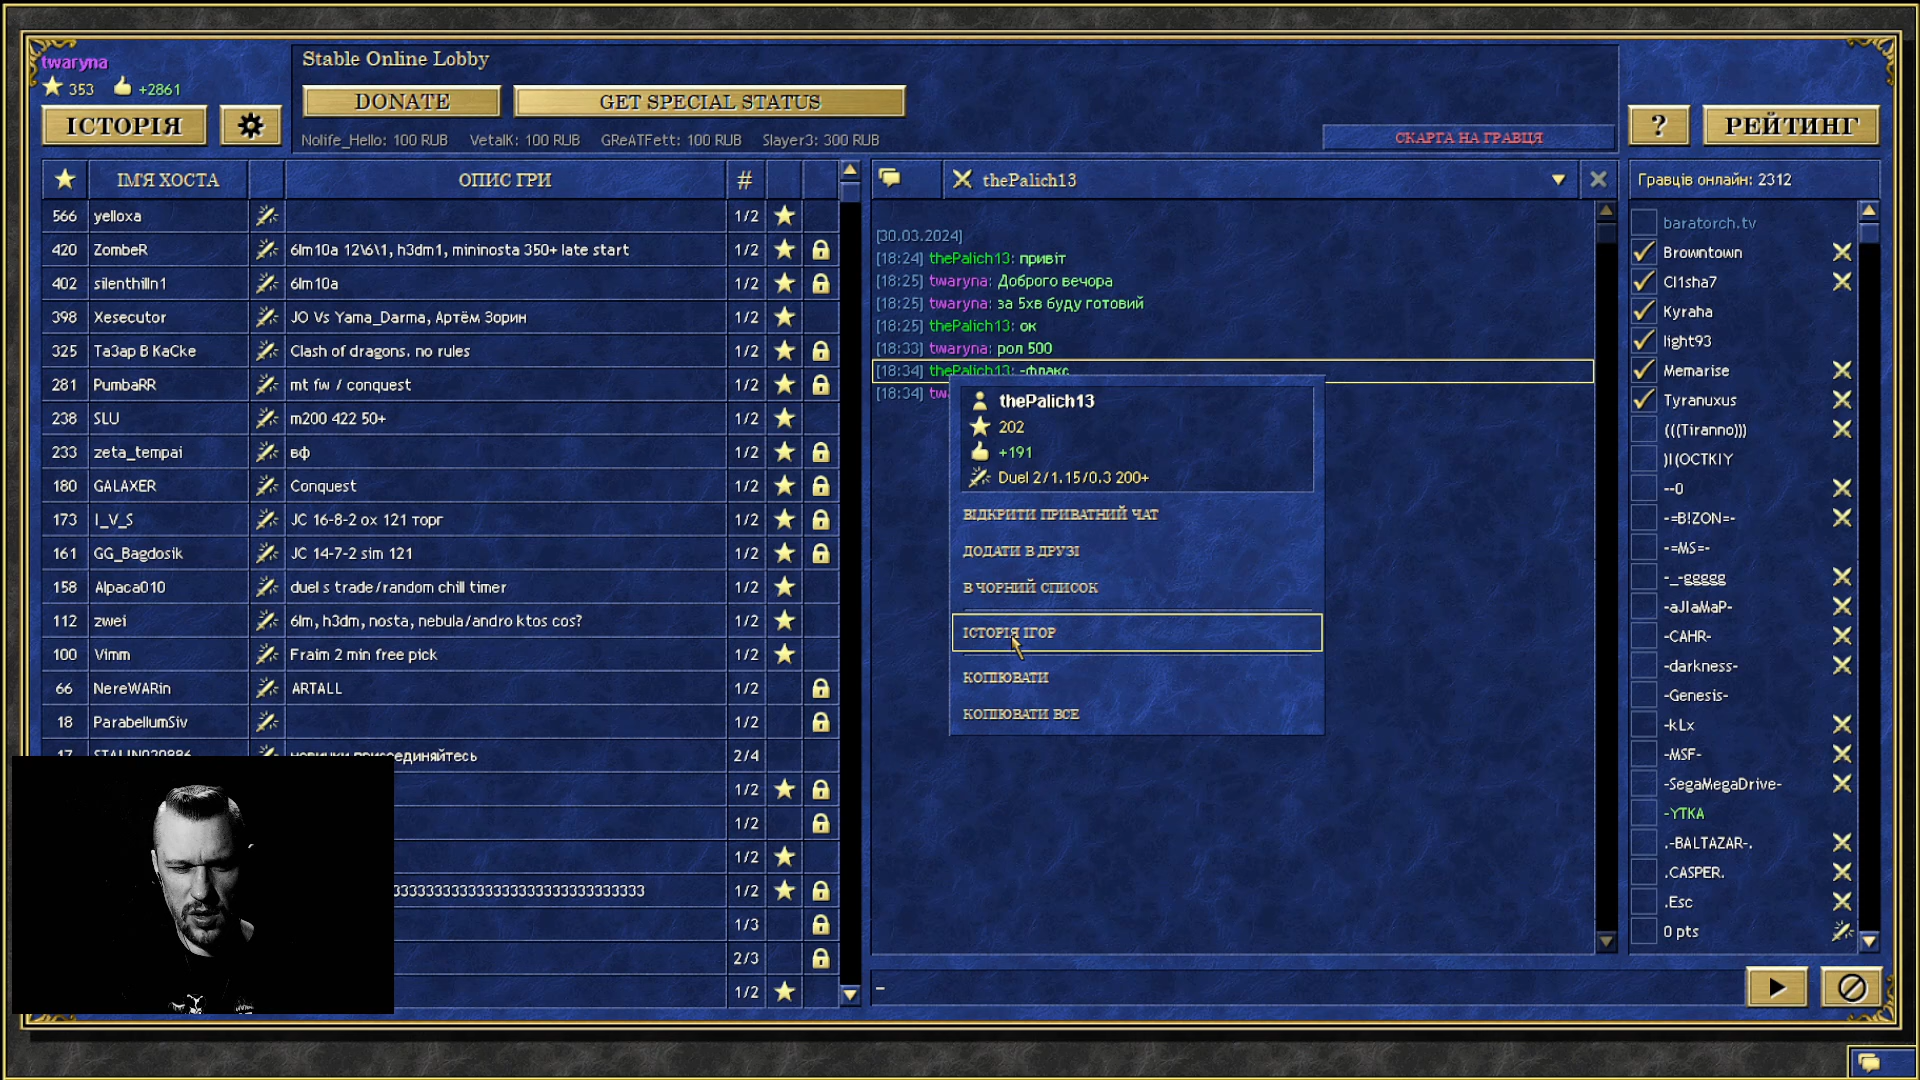 twaryna
353 +2861
ІСТОРІЯ
Stable Online Lobby
DONATE
GET SPECIAL STATUS
Nolife_Hello: 100 RUB VetalK: 100 RUB GReATFett: 100 RUB Slayer3: 300 RUB
СКАРГА НА ГРАВЦЯ
?
РЕЙТИНГ
ІМ'Я ХОСТА ОПИС ГРИ #
566 yelloxa 1/2
420 ZombeR 6lm10a 12\6\1, h3dm1, mininosta 350+ late start 1/2
402 silenthilln1 6lm10a 1/2
398 Xesecutor JO Vs Yama_Darma, Артём Зорин 1/2
325 Ta3ap B KaCke Clash of dragons. no rules 1/2
281 PumbaRR mt fw / conquest 1/2
238 SLU m200 422 50+ 1/2
233 zeta_tempai вф 1/2
180 GALAXER Conquest 1/2
173 I_V_S JC 16-8-2 ox 121 торг 1/2
161 GG_Bagdosik JC 14-7-2 sim 121 1/2
158 Alpaca010 duel s trade/random chill timer 1/2
112 zwei 6lm, h3dm, nosta, nebula/andro ktos cos? 1/2
100 Vimm Fraim 2 min free pick 1/2
66 NereWARin ARTALL 1/2
18 ParabellumSiv 1/2
17 новички присоединяйтесь 2/4
1/2
1/2
1/2
33333333333333333333333333333333 1/2
1/3
2/3
1/2
thePalich13
[30.03.2024]
[18:24] thePalich13: привіт
[18:25] twaryna: Доброго вечора
[18:25] twaryna: за 5хв буду готовий
[18:25] thePalich13: ок
[18:33] twaryna: рол 500
[18:34] thePalich13: -флакс
[18:34] tw
thePalich13
202
+191
Duel 2/1.15/0.3 200+
ВІДКРИТИ ПРИВАТНИЙ ЧАТ
ДОДАТИ В ДРУЗІ
В ЧОРНИЙ СПИСОК
ІСТОРІЯ ІГОР
КОПІЮВАТИ
КОПІЮВАТИ ВСЕ
Гравців онлайн: 2312
baratorch.tv
Browntown
Cl1sha7
Kyraha
light93
Memarise
Tyranuxus
(((Tiranno)))
)I(OCTKIY
--0
-=B!ZON=-
-=MS=-
-_-ggggg
-aJIaMaP-
-CAHR-
-darkness-
-Genesis-
-kLx
-MSF-
-SegaMegaDrive-
-YTKA
.-BALTAZAR-.
.CASPER.
.Esc
0 pts